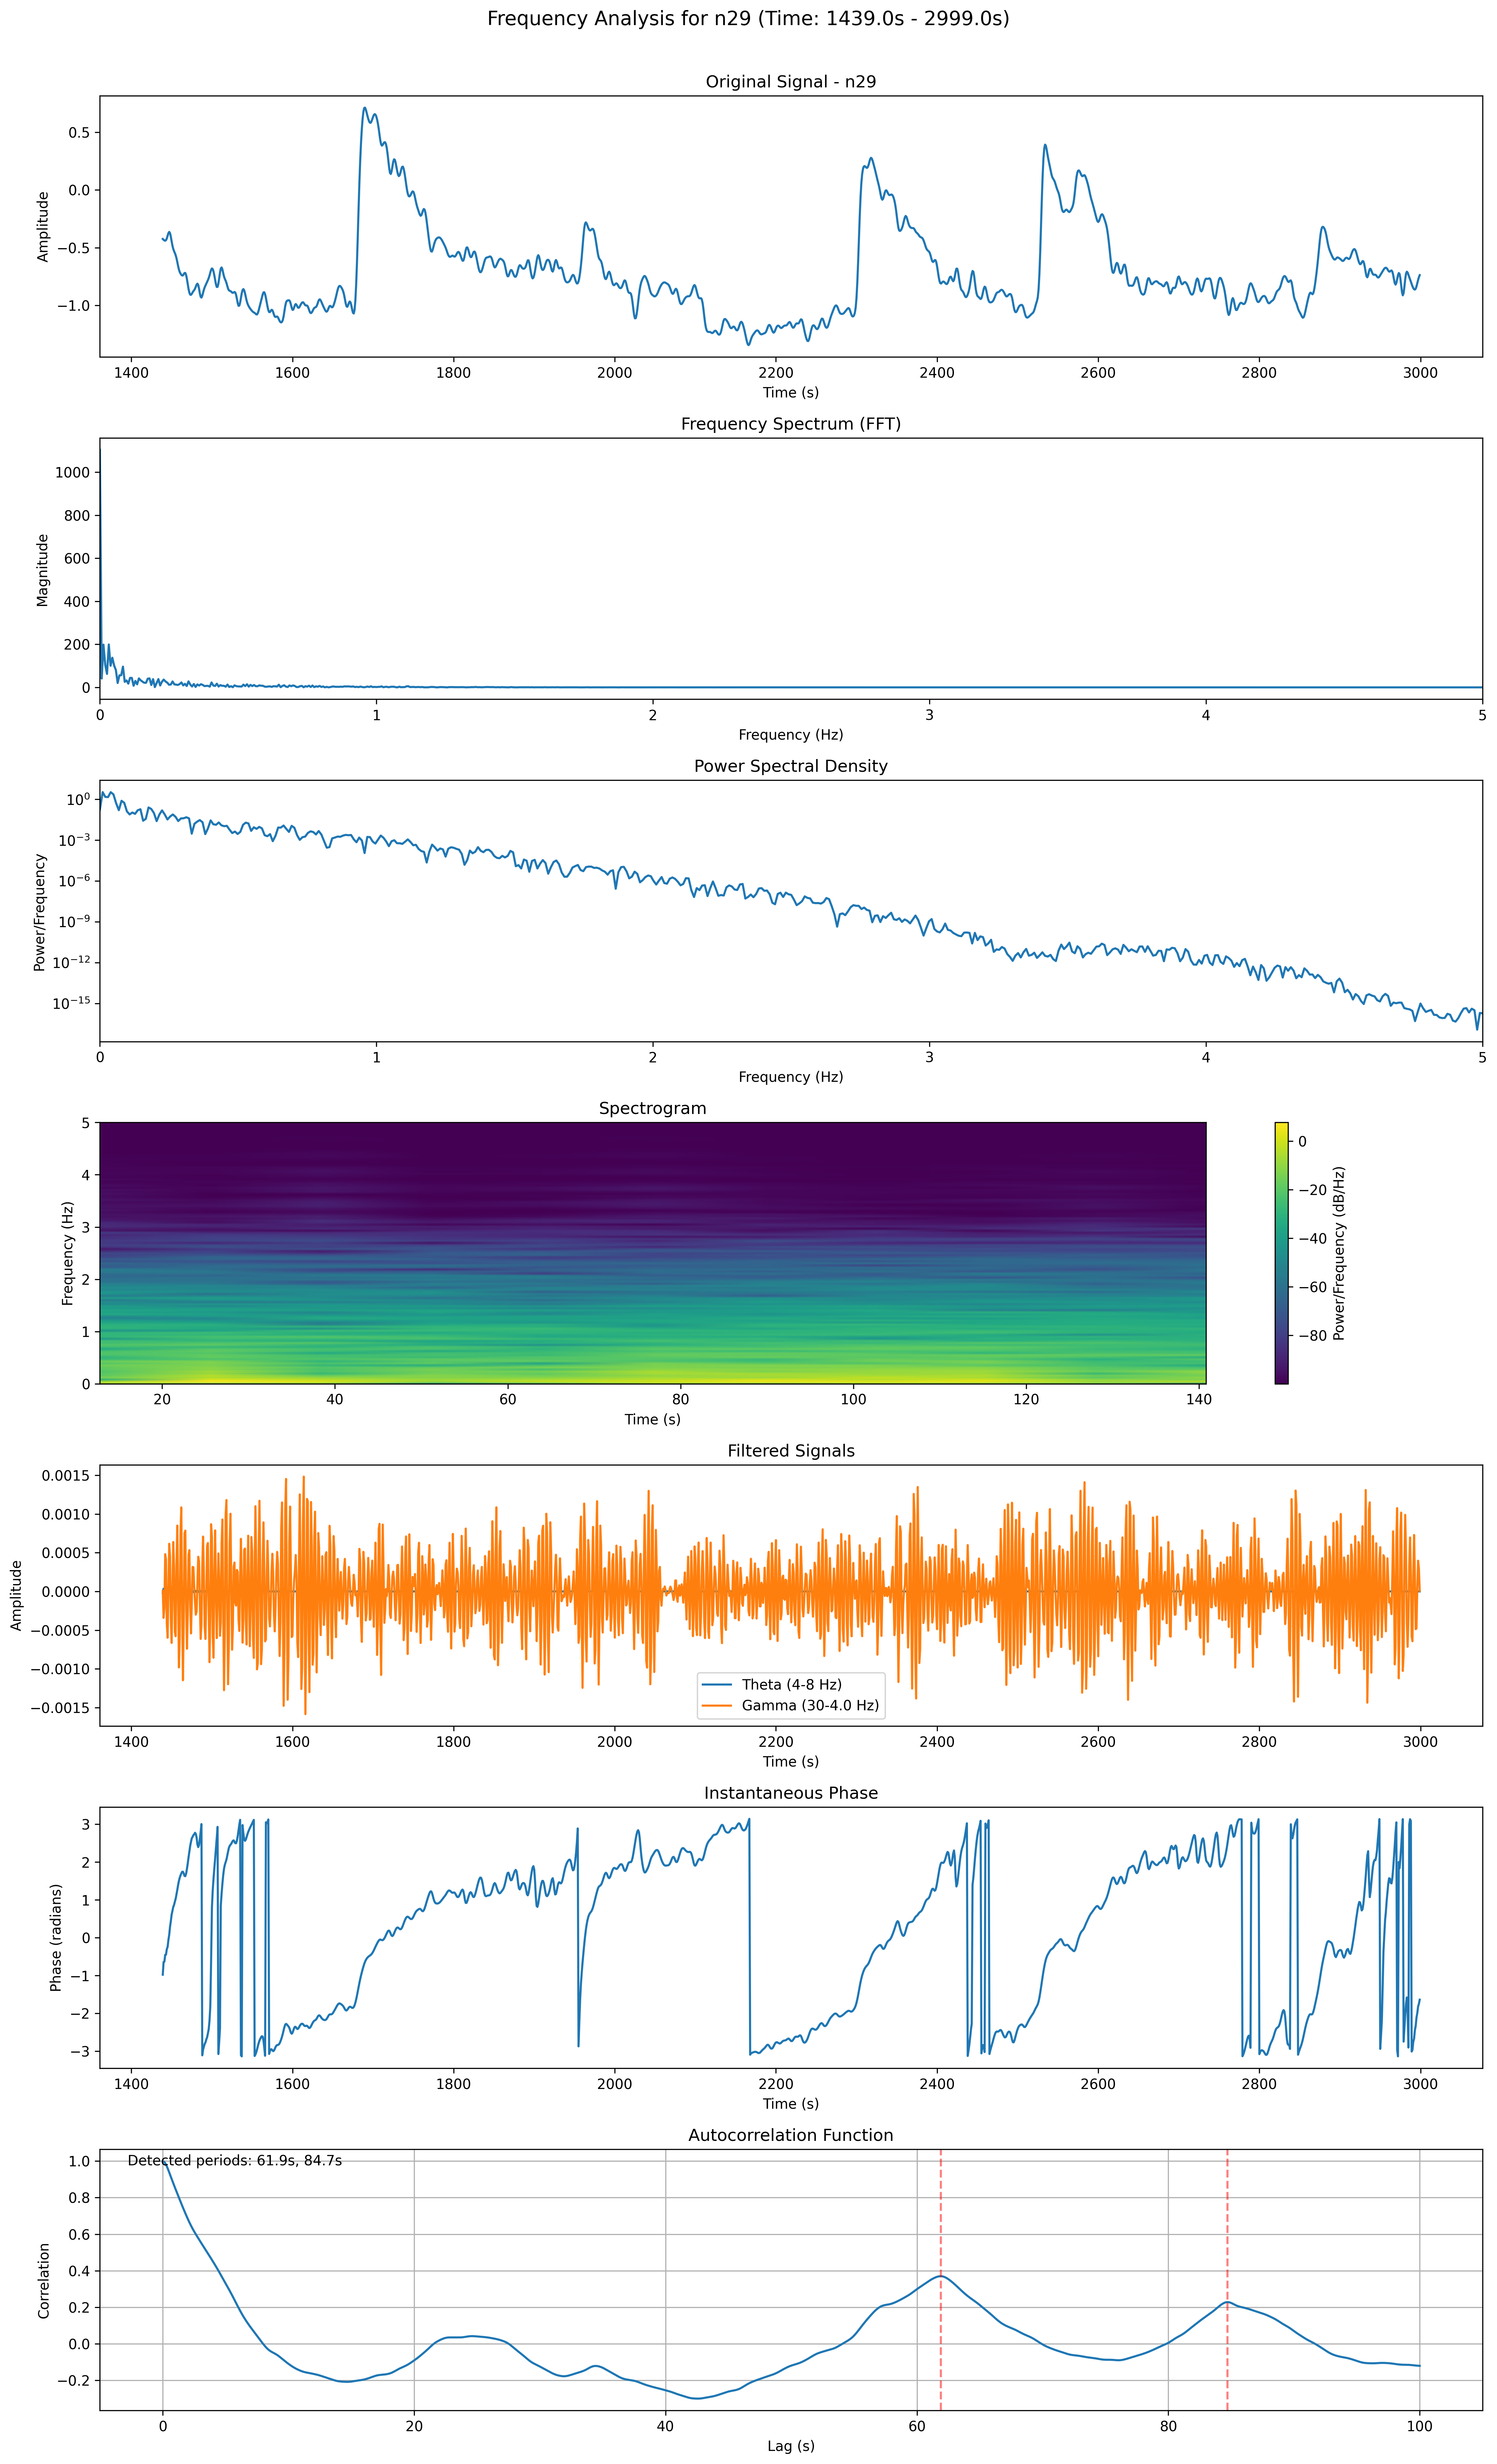 Frequency Analysis for n29 (Time: 1439.0s - 2999.0s)
Original Signal - n29
Amplitude
0.5
0.0
−0.5
−1.0
1400 1600 1800 2000 2200 2400 2600 2800 3000
Time (s)
Frequency Spectrum (FFT)
Magnitude
1000
800
600
400
200
0
0 1 2 3 4 5
Frequency (Hz)
Power Spectral Density
Power/Frequency
10⁰
10⁻³
10⁻⁶
10⁻⁹
10⁻¹²
10⁻¹⁵
0 1 2 3 4 5
Frequency (Hz)
Spectrogram
Frequency (Hz)
5
4
3
2
1
0
20 40 60 80 100 120 140
Time (s)
0
−20
−40
−60
−80
Power/Frequency (dB/Hz)
Filtered Signals
Amplitude
0.0015
0.0010
0.0005
0.0000
−0.0005
−0.0010
−0.0015
Theta (4-8 Hz)
Gamma (30-4.0 Hz)
1400 1600 1800 2000 2200 2400 2600 2800 3000
Time (s)
Instantaneous Phase
Phase (radians)
3
2
1
0
−1
−2
−3
1400 1600 1800 2000 2200 2400 2600 2800 3000
Time (s)
Autocorrelation Function
Detected periods: 61.9s, 84.7s
Correlation
1.0
0.8
0.6
0.4
0.2
0.0
−0.2
0 20 40 60 80 100
Lag (s)